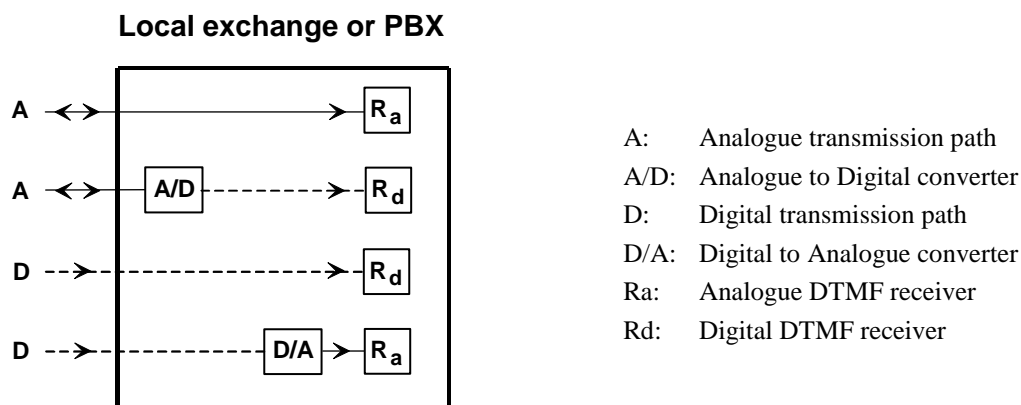 Local exchange or PBX
A Ra
A A/D Rd
D Rd
D D/A Ra
A: Analogue transmission path
A/D: Analogue to Digital converter
D: Digital transmission path
D/A: Digital to Analogue converter
Ra: Analogue DTMF receiver
Rd: Digital DTMF receiver